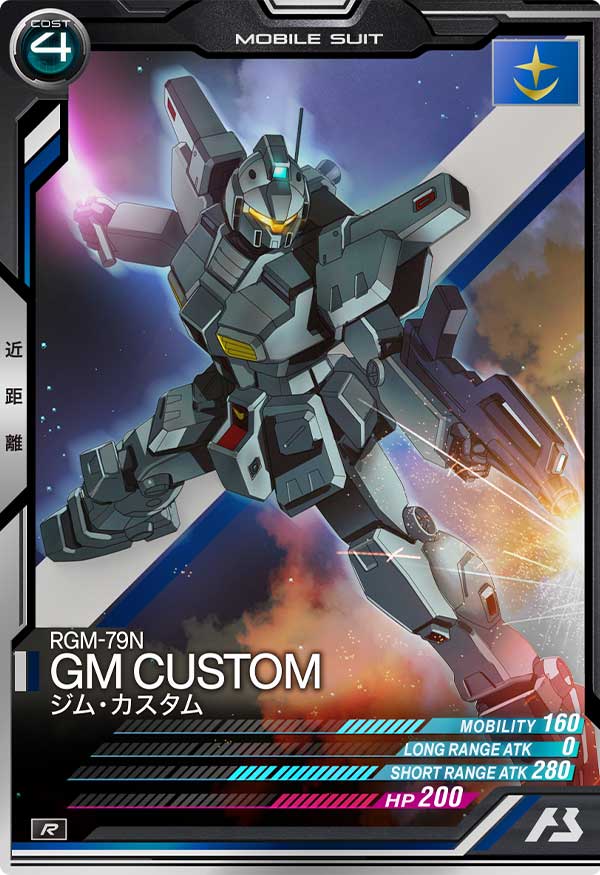 COST
4
MOBILE SUIT
近距離
RGM-79N
GM CUSTOM
ジム・カスタム
MOBILITY 160
LONG RANGE ATK 0
SHORT RANGE ATK 280
HP 200
R